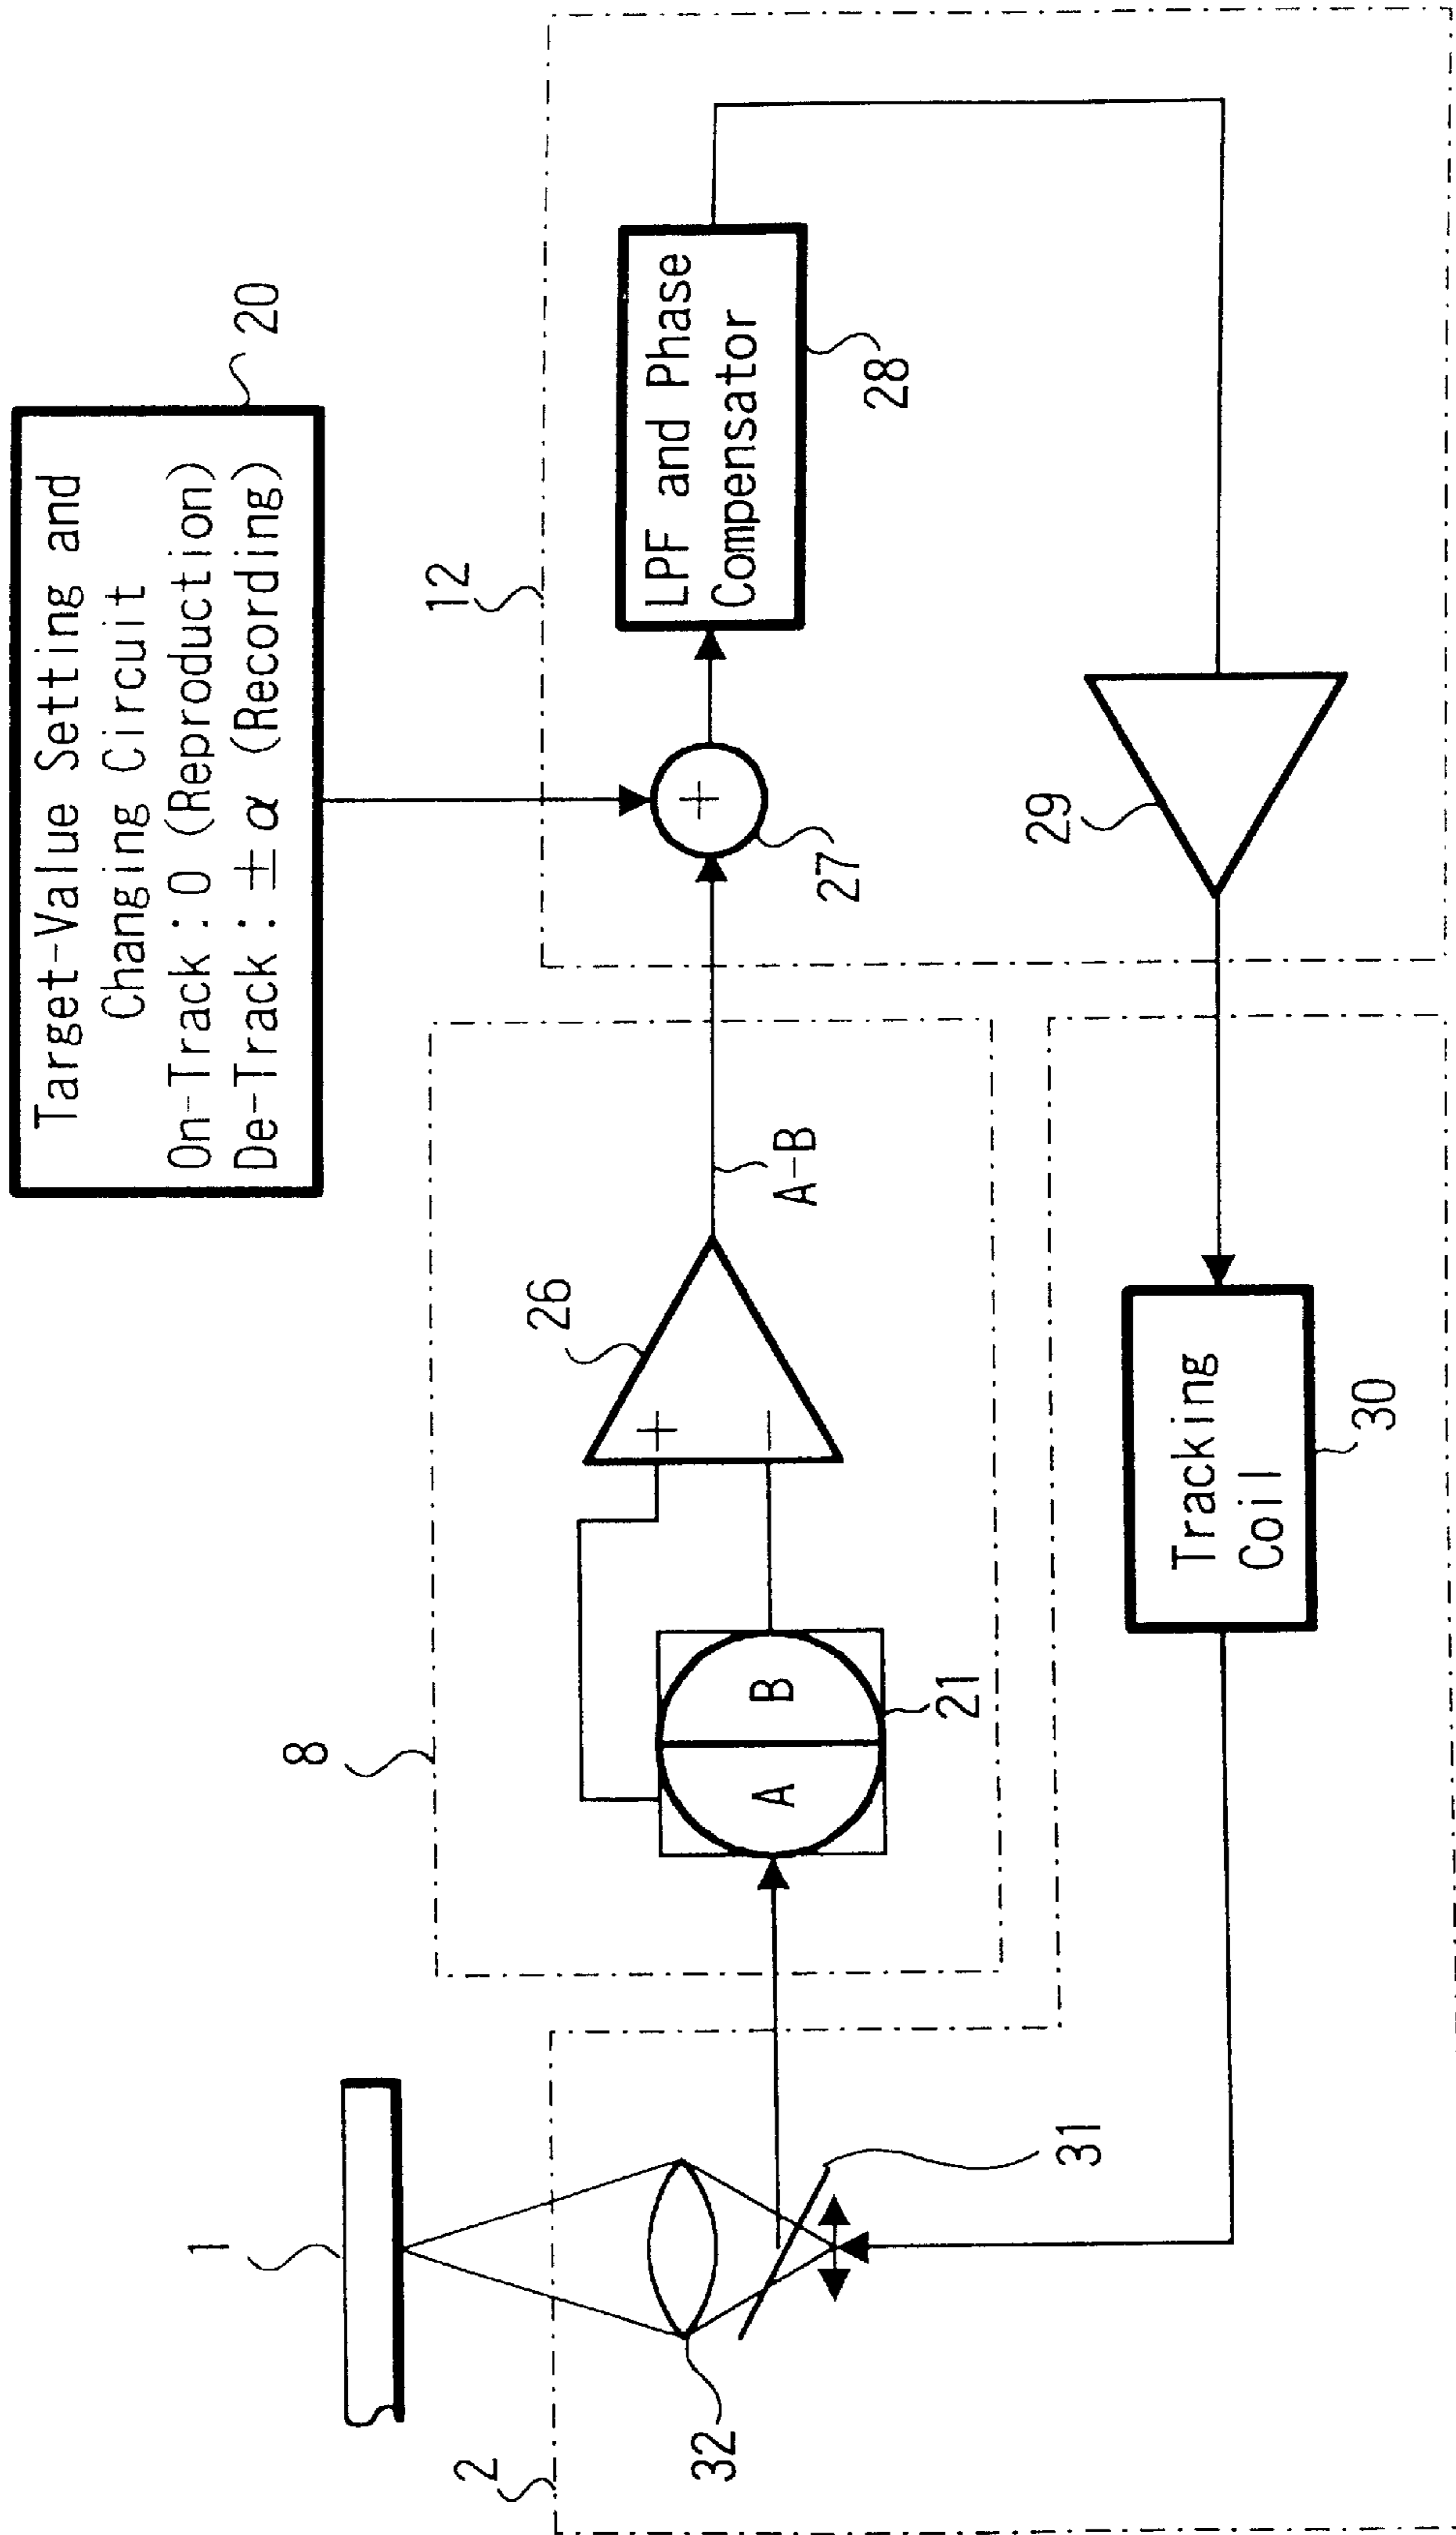 Target-Value Setting and
Changing Circuit
On-Track : 0 (Reproduction)
De-Track : ± α (Recording)
20
12
LPF and Phase
Compensator
28
+
27
29
8
26
+
−
A-B
A
B
21
1
2
32
31
Tracking
Coil
30